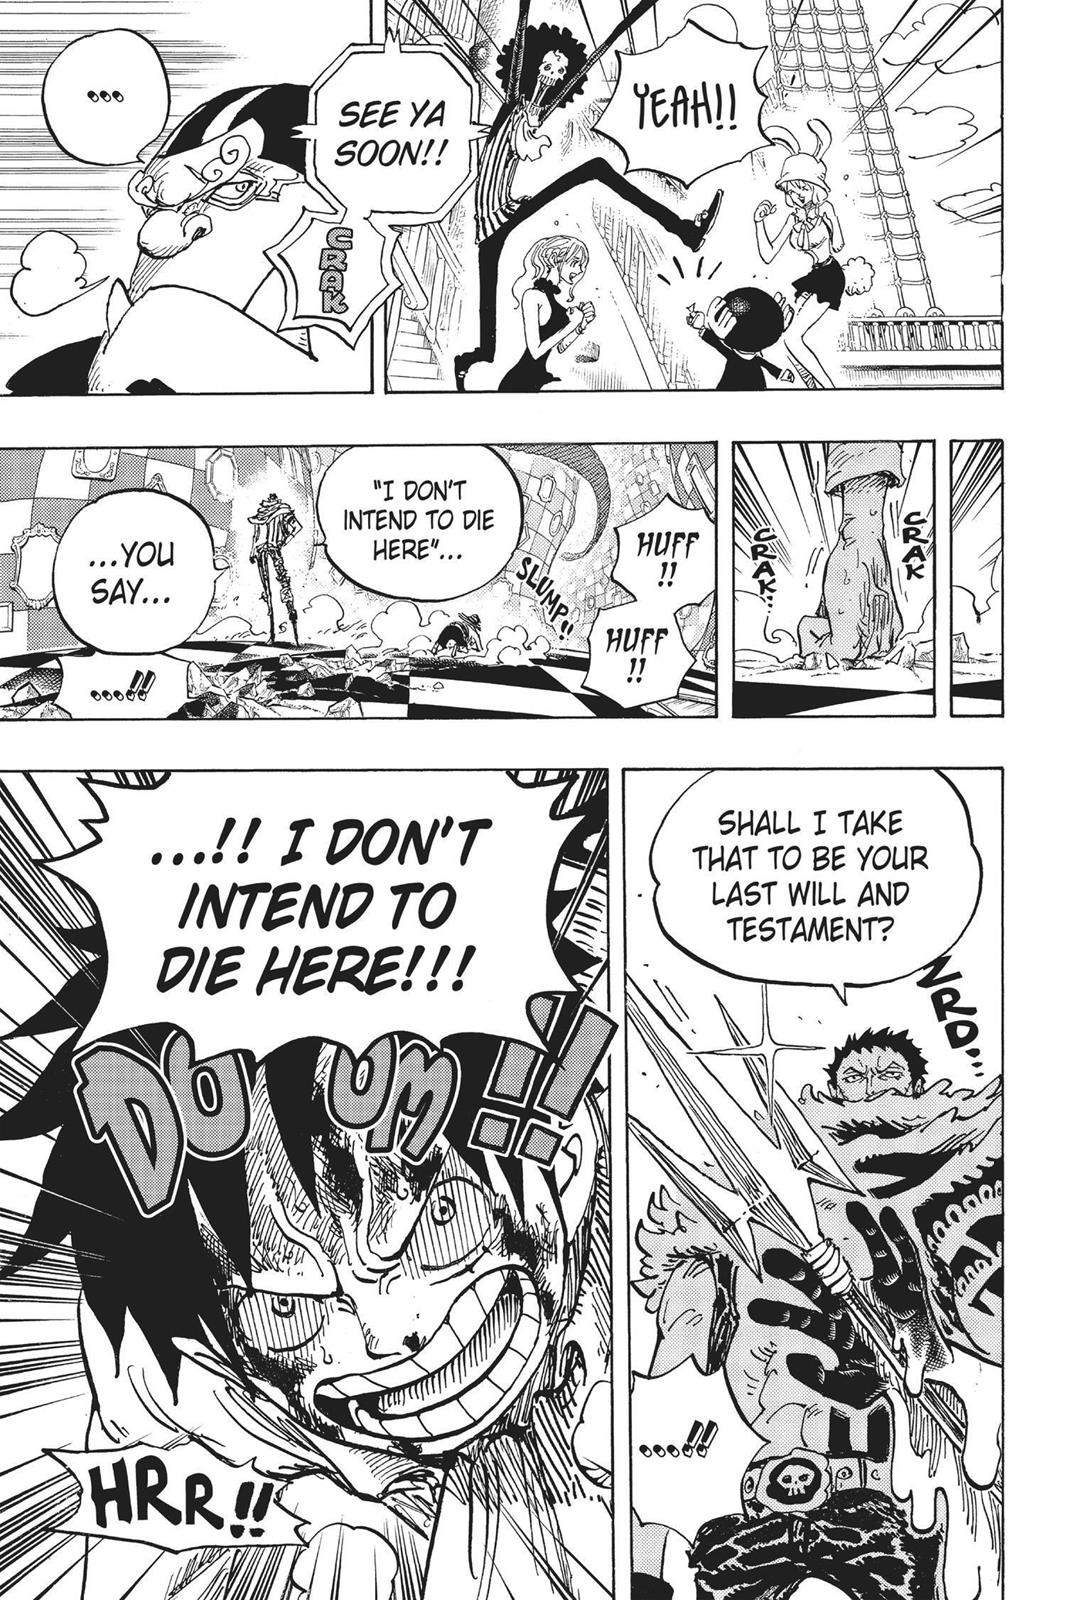 YEAH!!
SEE YA
SOON!!
CRAK
...
CRAK
CRAK...
HUFF
!!
HUFF
!!
SLUMP!!
"I DON'T
INTEND TO DIE
HERE"...
...YOU
SAY...
...!!
SHALL I TAKE
THAT TO BE YOUR
LAST WILL AND
TESTAMENT?
ZRD...
...!!
...!! I DON'T
INTEND TO
DIE HERE!!!
DOOM!!
HRR!!